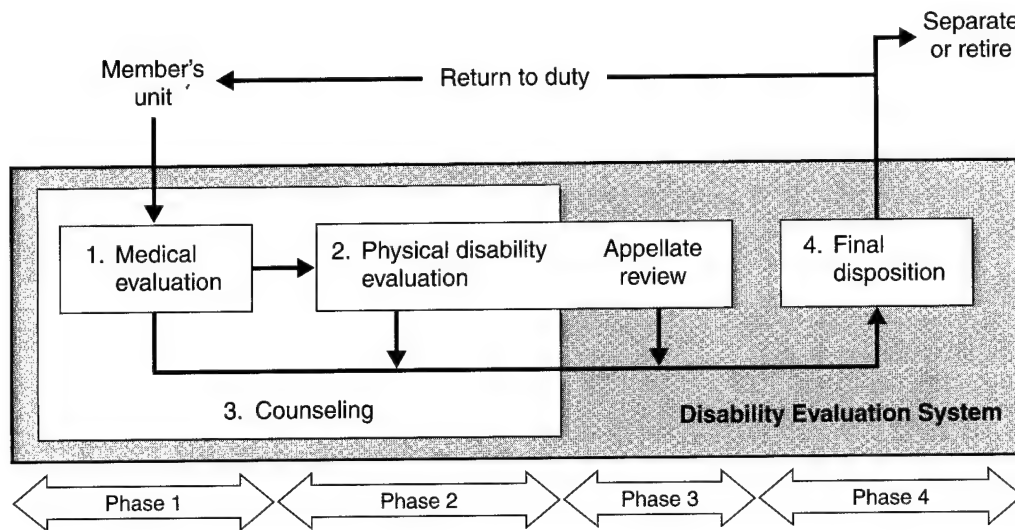 Separate
or retire
Member's
unit
Return to duty
1. Medical
evaluation
2. Physical disability
evaluation
Appellate
review
4. Final
disposition
3. Counseling
Disability Evaluation System
Phase 1
Phase 2
Phase 3
Phase 4